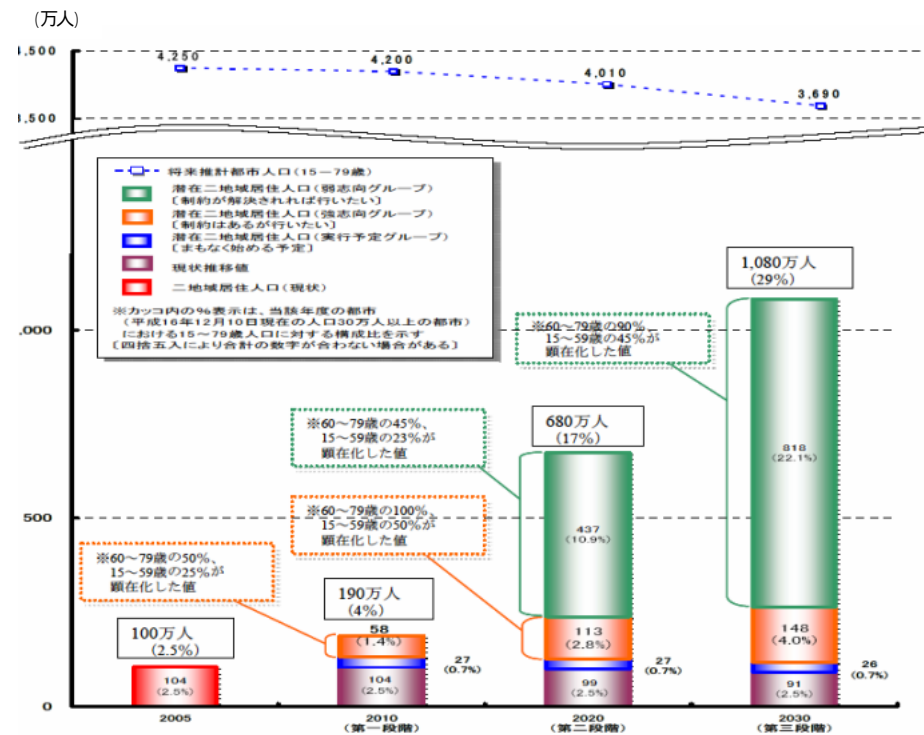 (万人)
,500
4,250
4,200
4,010
3,690
,500
将来推計都市人口(15－79歳)
潜在二地域居住人口(弱志向グループ)
〔制約が解決されれば行いたい〕
潜在二地域居住人口(強志向グループ)
〔制約はあるが行いたい〕
潜在二地域居住人口(実行予定グループ)
〔まもなく始める予定〕
現状推移値
二地域居住人口(現状)
※カッコ内の%表示は、当該年度の都市
(平成16年12月10日現在の人口30万人以上の都市)
における15～79歳人口に対する構成比を示す
[四捨五入により合計の数字が合わない場合がある]
1,080万人
(29%)
,000
※60～79歳の90%、
15～59歳の45%が
顕在化した値
※60～79歳の45%、
15～59歳の23%が
顕在化した値
680万人
(17%)
818
(22.1%)
500
※60～79歳の100%、
15～59歳の50%が
顕在化した値
437
(10.9%)
※60～79歳の50%、
15～59歳の25%が
顕在化した値
190万人
(4%)
100万人
(2.5%)
58
(1.4%)
113
(2.8%)
148
(4.0%)
27
(0.7%)
27
(0.7%)
26
(0.7%)
104
(2.5%)
104
(2.5%)
99
(2.5%)
91
(2.5%)
0
2005
2010
(第一段階)
2020
(第二段階)
2030
(第三段階)